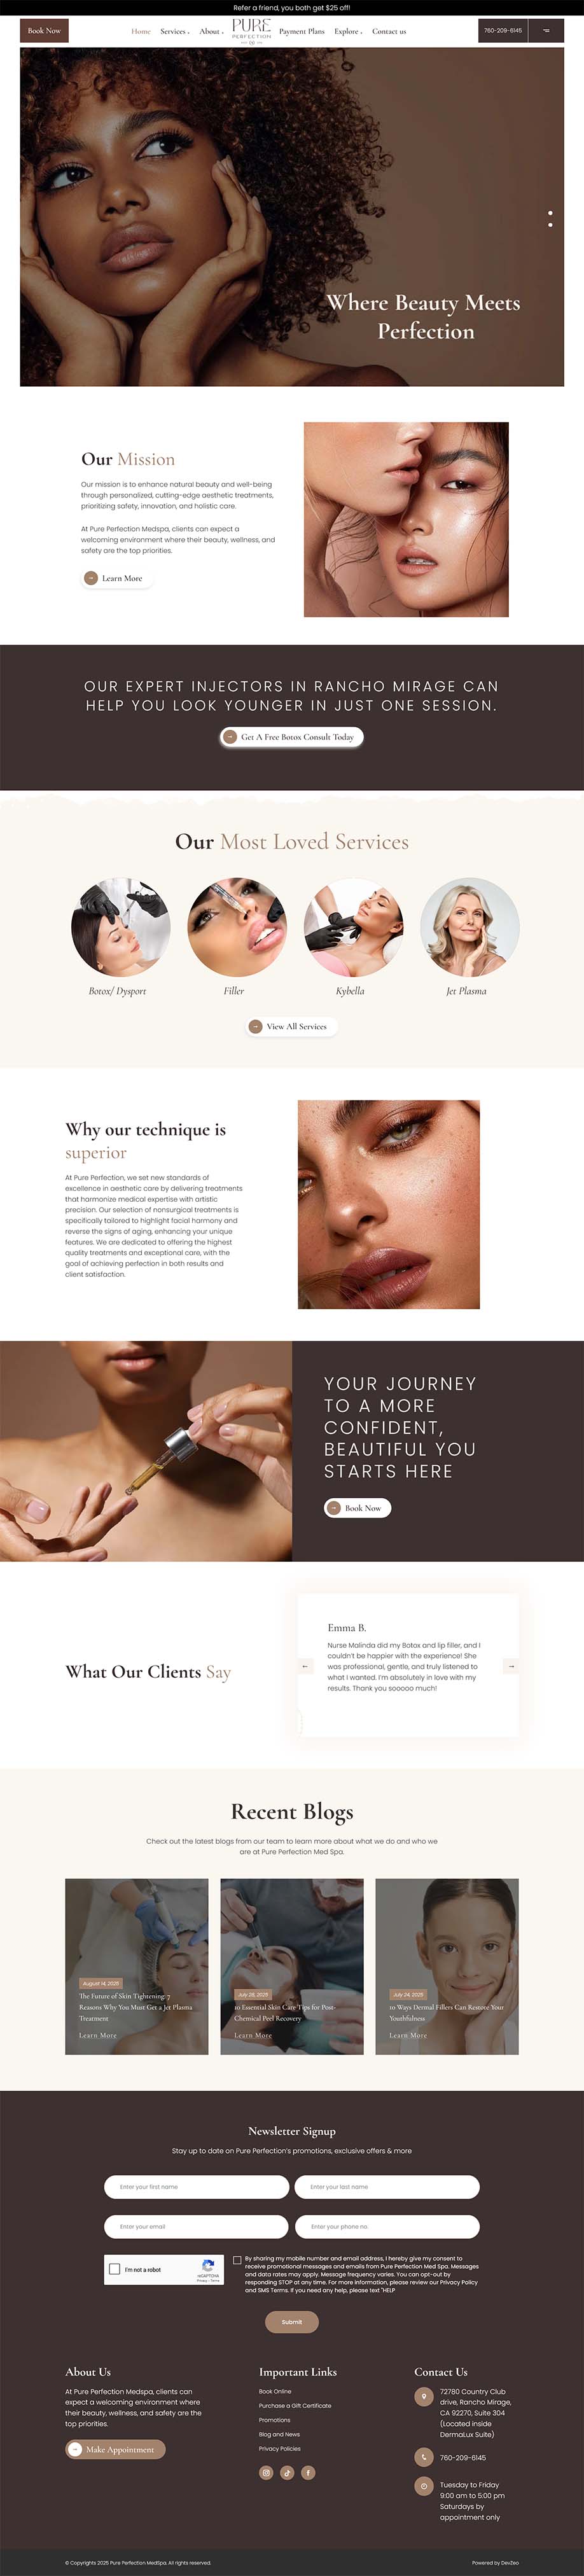 Refer a friend, you both get $25 off!
Book Now
Home
Services
About
PURE
PERFECTION
Payment Plans
Explore
Contact us
760-209-6145
Where Beauty Meets
Perfection
Our Mission
Our mission is to enhance natural beauty and well-being
through personalized, cutting-edge aesthetic treatments,
prioritizing safety, innovation, and holistic care.
At Pure Perfection Medspa, clients can expect a
welcoming environment where their beauty, wellness, and
safety are the top priorities.
Learn More
OUR EXPERT INJECTORS IN RANCHO MIRAGE CAN
HELP YOU LOOK YOUNGER IN JUST ONE SESSION.
Get A Free Botox Consult Today
Our Most Loved Services
Botox/ Dysport
Filler
Kybella
Jet Plasma
View All Services
Why our technique is
superior
At Pure Perfection, we set new standards of
excellence in aesthetic care by delivering treatments
that harmonize medical expertise with artistic
precision. Our selection of nonsurgical treatments is
specifically tailored to highlight facial harmony and
reverse the signs of aging, enhancing your unique
features. We are dedicated to offering the highest
quality treatments and exceptional care, with the
goal of achieving perfection in both results and
client satisfaction.
YOUR JOURNEY
TO A MORE
CONFIDENT,
BEAUTIFUL YOU
STARTS HERE
Book Now
What Our Clients Say
Emma B.
Nurse Malinda did my Botox and lip filler, and I
couldn't be happier with the experience! She
was professional, gentle, and truly listened to
what I wanted. I'm absolutely in love with my
results. Thank you sooooo much!
Recent Blogs
Check out the latest blogs from our team to learn more about what we do and who we
are at Pure Perfection Med Spa.
August 14, 2025
The Future of Skin Tightening: 7
Reasons Why You Must Get a Jet Plasma
Treatment
Learn More
July 28, 2025
10 Essential Skin Care Tips for Post-
Chemical Peel Recovery
Learn More
July 24, 2025
10 Ways Dermal Fillers Can Restore Your
Youthfulness
Learn More
Newsletter Signup
Stay up to date on Pure Perfection's promotions, exclusive offers & more
Enter your first name
Enter your last name
Enter your email
Enter your phone no.
I'm not a robot
reCAPTCHA
Privacy - Terms
By sharing my mobile number and email address, I hereby give my consent to
receive promotional messages and emails from Pure Perfection Med Spa. Messages
and data rates may apply. Message frequency varies. You can opt-out by
responding STOP at any time. For more information, please review our Privacy Policy
and SMS Terms. If you need any help, please text "HELP
Submit
About Us
At Pure Perfection Medspa, clients can
expect a welcoming environment where
their beauty, wellness, and safety are the
top priorities.
Make Appointment
Important Links
Book Online
Purchase a Gift Certificate
Promotions
Blog and News
Privacy Policies
Contact Us
72780 Country Club
drive, Rancho Mirage,
CA 92270, Suite 304
(Located inside
DermaLux Suite)
760-209-6145
Tuesday to Friday
9:00 am to 5:00 pm
Saturdays by
appointment only
© Copyrights 2025 Pure Perfection MedSpa. All rights reserved.
Powered by DevZeo